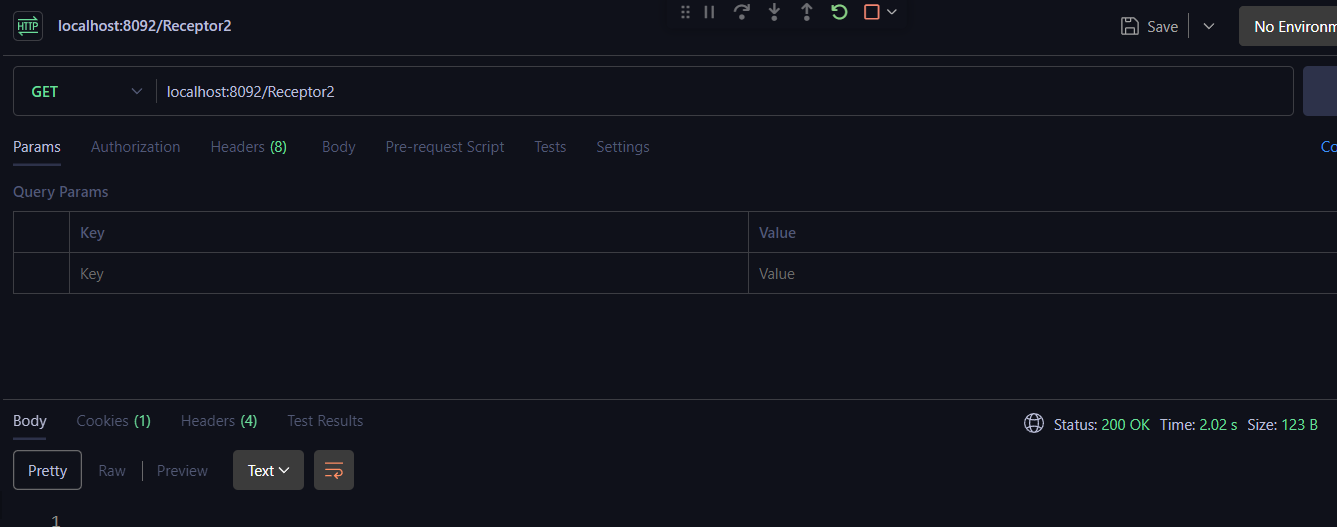 HTTP localhost:8092/Receptor2 Save No Environm
GET localhost:8092/Receptor2
Params Authorization Headers (8) Body Pre-request Script Tests Settings Co
Query Params
Key Value
Key Value
Body Cookies (1) Headers (4) Test Results Status: 200 OK Time: 2.02 s Size: 123 B
Pretty Raw Preview Text
1